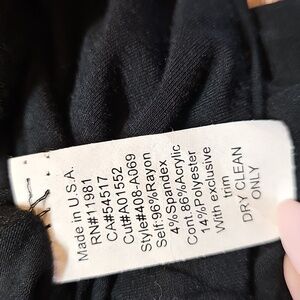 Made in U.S.A.
RN#11981
CA#54517
Cut#A01552
Style#408-A069
Self:96%Rayon
4%Spandex
Cont:86%Acrylic
14%Polyester
With exclusive
trim
DRY CLEAN
ONLY